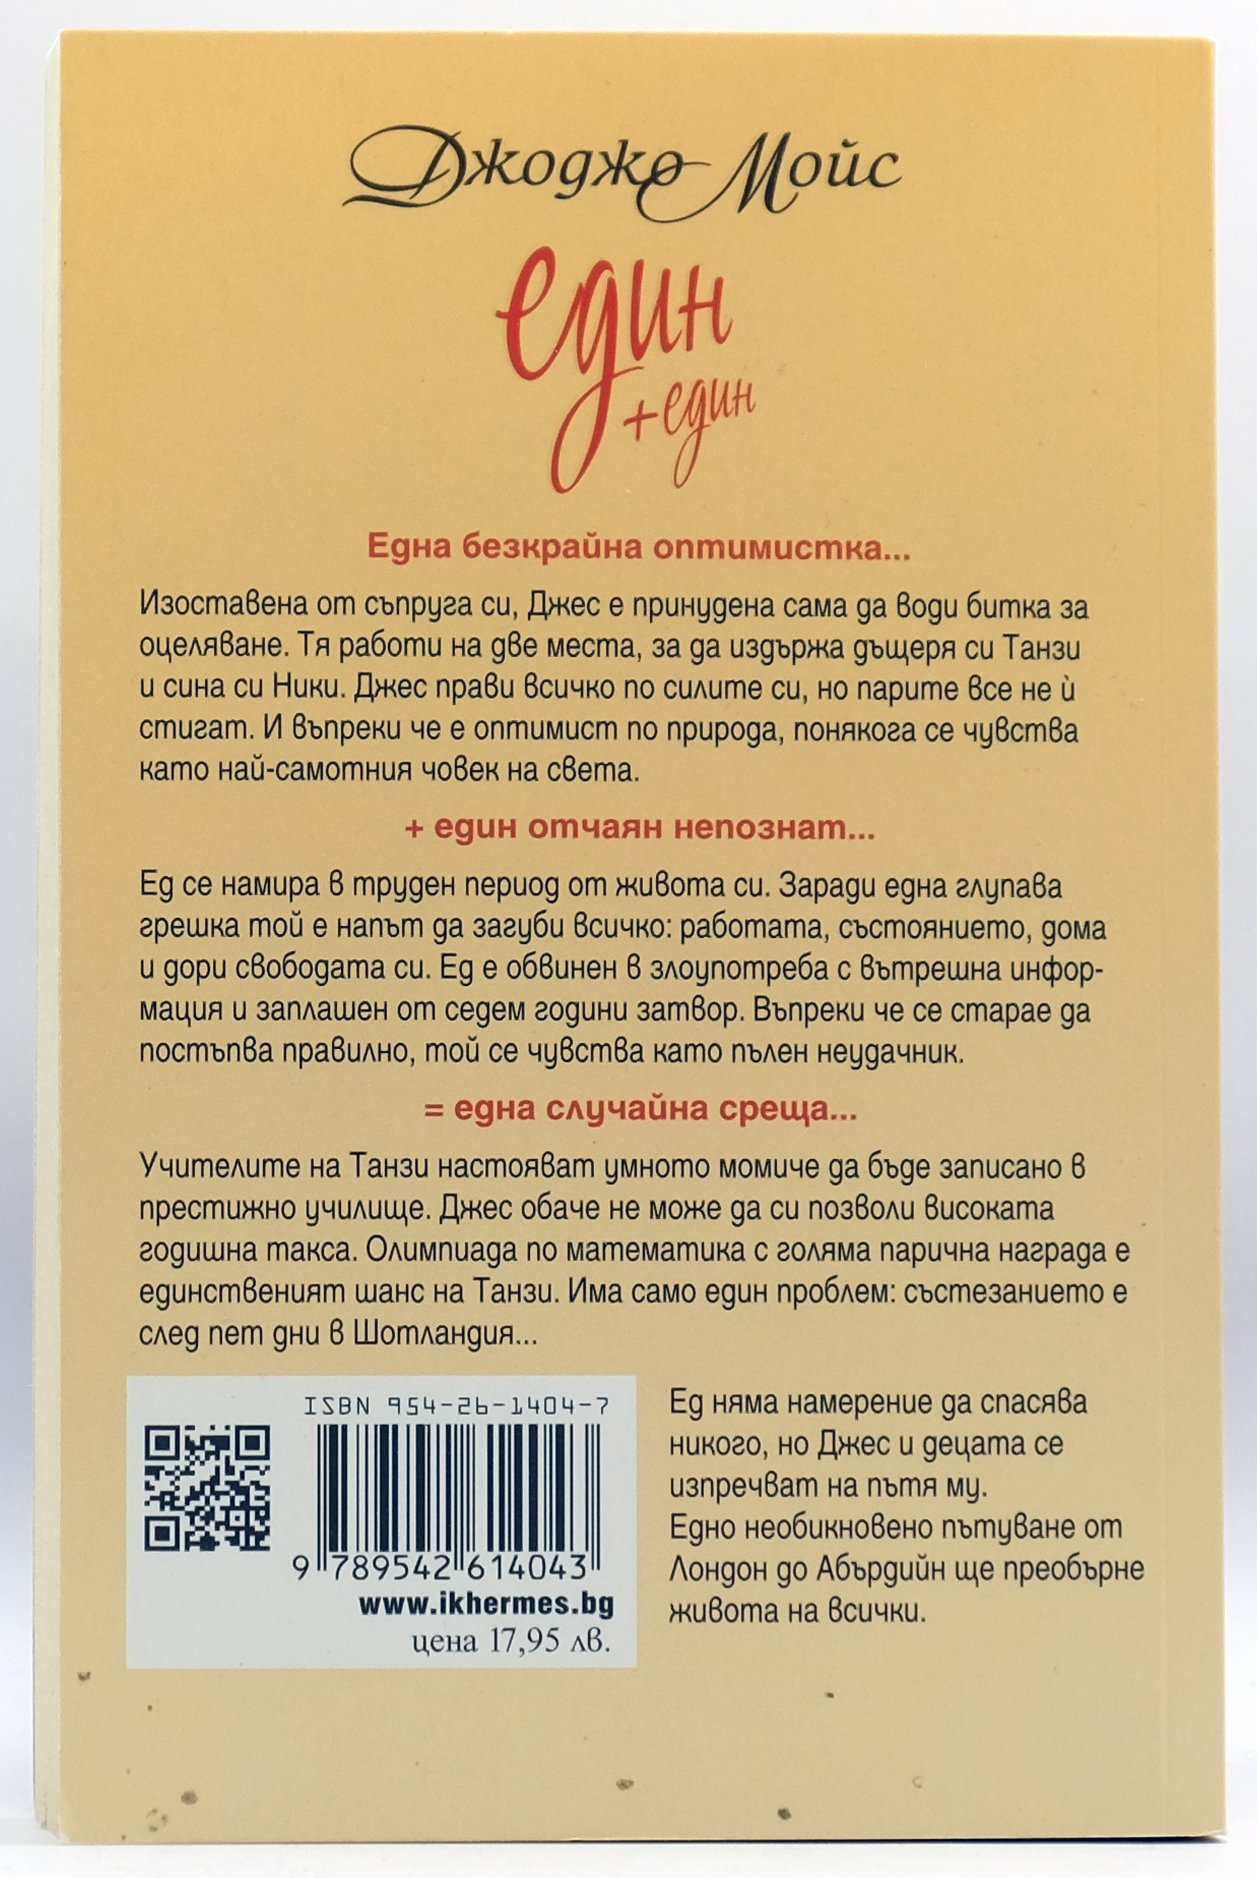 Джоджо Мойс
един
+един
Една безкрайна оптимистка...
Изоставена от съпруга си, Джес е принудена сама да води битка за
оцеляване. Тя работи на две места, за да издържа дъщеря си Танзи
и сина си Ники. Джес прави всичко по силите си, но парите все не ѝ
стигат. И въпреки че е оптимист по природа, понякога се чувства
като най-самотния човек на света.
+ един отчаян непознат...
Ед се намира в труден период от живота си. Заради една глупава
грешка той е напът да загуби всичко: работата, състоянието, дома
и дори свободата си. Ед е обвинен в злоупотреба с вътрешна инфор-
мация и заплашен от седем години затвор. Въпреки че се старае да
постъпва правилно, той се чувства като пълен неудачник.
= една случайна среща...
Учителите на Танзи настояват умното момиче да бъде записано в
престижно училище. Джес обаче не може да си позволи високата
годишна такса. Олимпиада по математика с голяма парична награда е
единственият шанс на Танзи. Има само един проблем: състезанието е
след пет дни в Шотландия...
Ед няма намерение да спасява
никого, но Джес и децата се
изпречват на пътя му.
Едно необикновено пътуване от
Лондон до Абърдийн ще преобърне
живота на всички.
ISBN 954-26-1404-7
9 789542 614043
www.ikhermes.bg
цена 17,95 лв.